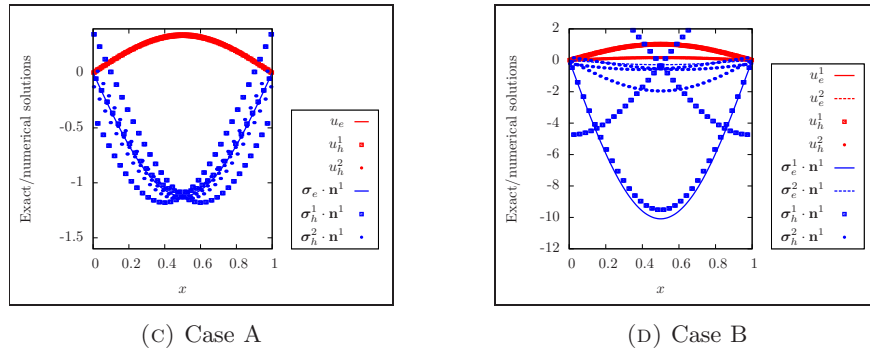 Exact/numerical solutions
0
-0.5
-1
-1.5
0 0.2 0.4 0.6 0.8 1
x
u_e
u_h^1
u_h^2
σ_e · n^1
σ_h^1 · n^1
σ_h^2 · n^1
(C) Case A
Exact/numerical solutions
2
0
-2
-4
-6
-8
-10
-12
0 0.2 0.4 0.6 0.8 1
x
u_e^1
u_e^2
u_h^1
u_h^2
σ_e^1 · n^1
σ_e^2 · n^1
σ_h^1 · n^1
σ_h^2 · n^1
(D) Case B